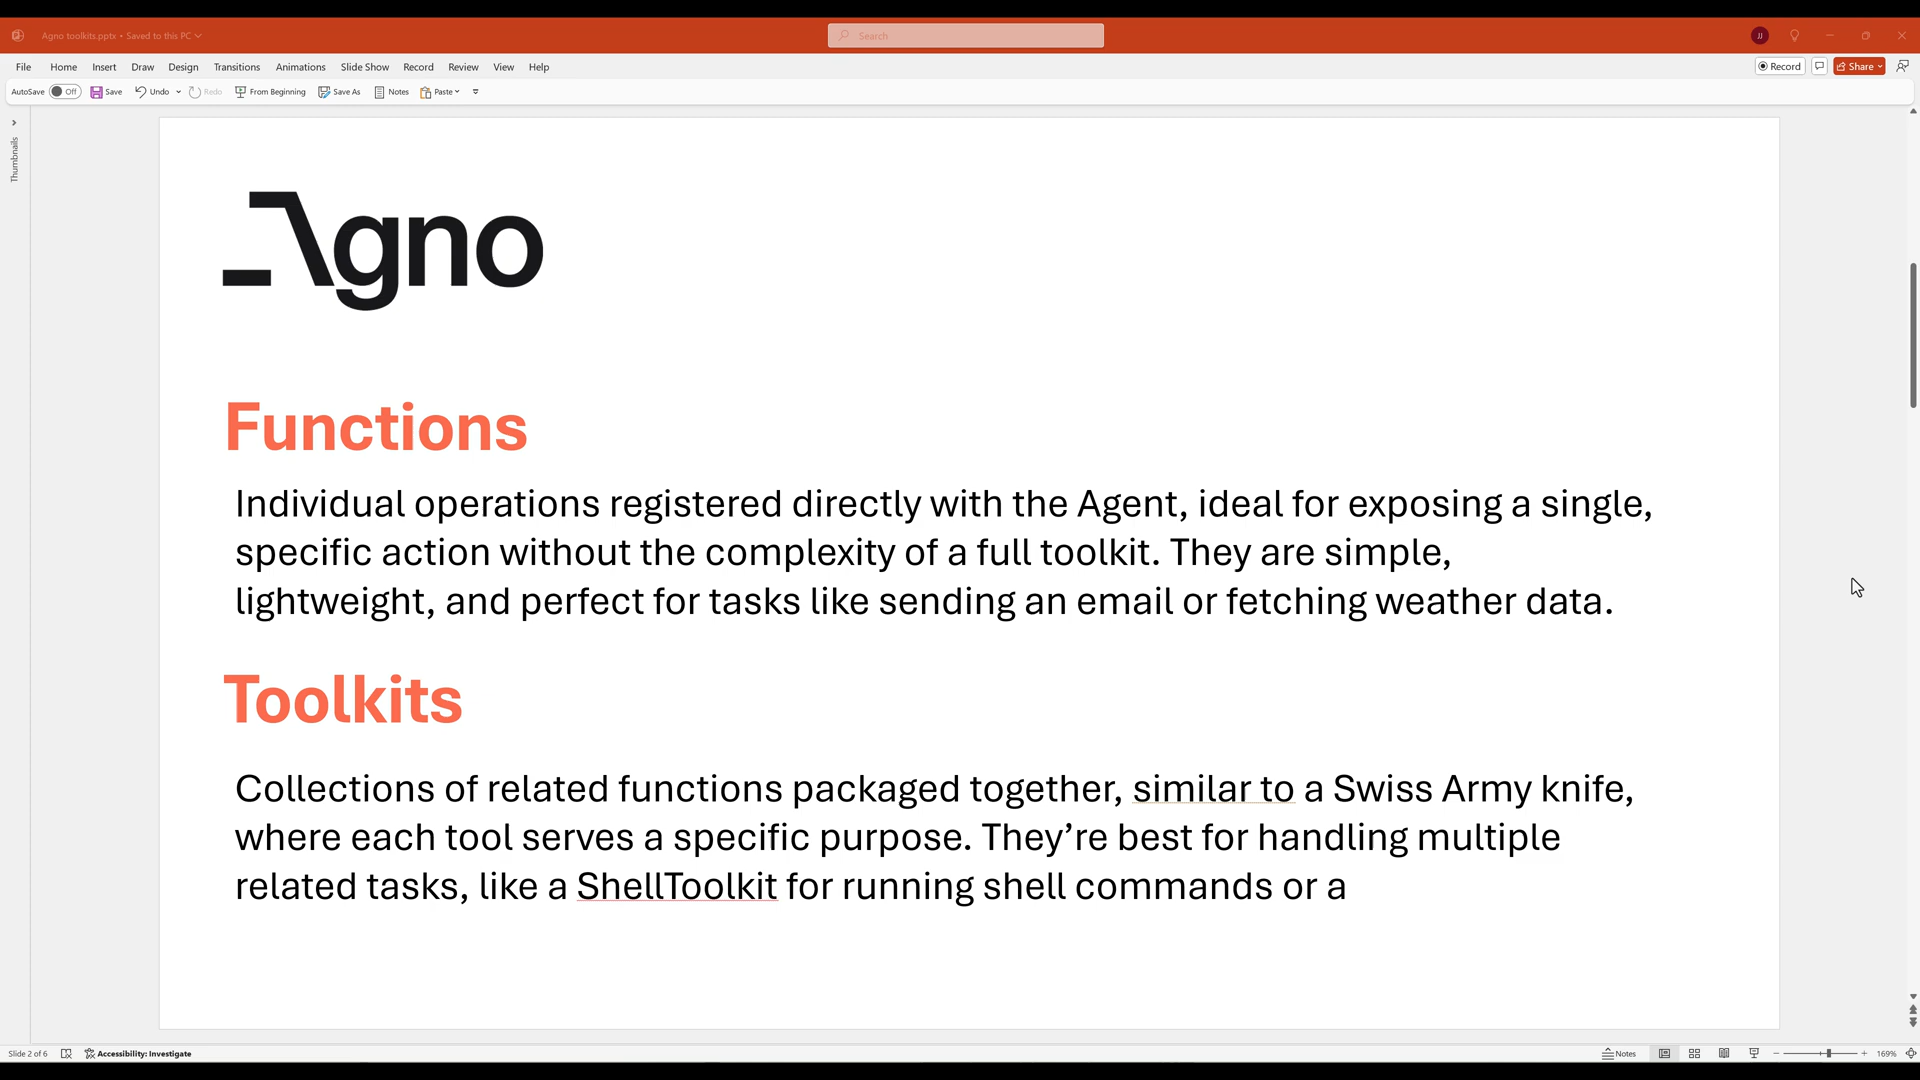 Agno toolkits.pptx • Saved to this PC
Search
JJ
File Home Insert Draw Design Transitions Animations Slide Show Record Review View Help
Record Share
AutoSave Off Save Undo Redo From Beginning Save As Notes Paste
Thumbnails
Agno
Functions
Individual operations registered directly with the Agent, ideal for exposing a single,
specific action without the complexity of a full toolkit. They are simple,
lightweight, and perfect for tasks like sending an email or fetching weather data.
Toolkits
Collections of related functions packaged together, similar to a Swiss Army knife,
where each tool serves a specific purpose. They’re best for handling multiple
related tasks, like a ShellToolkit for running shell commands or a
Slide 2 of 6 Accessibility: Investigate Notes 169%